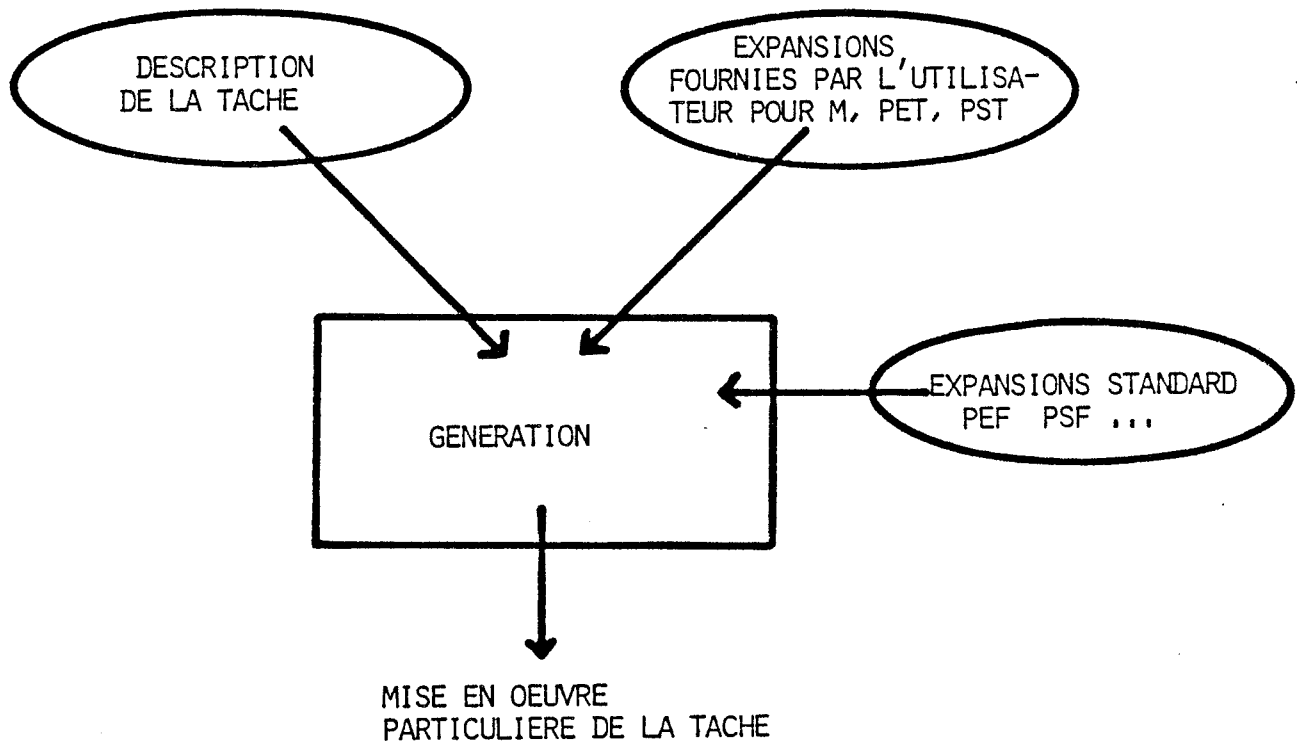 DESCRIPTION
DE LA TACHE
EXPANSIONS
FOURNIES PAR L'UTILISA-
TEUR POUR M, PET, PST
EXPANSIONS STANDARD
PEF PSF ...
GENERATION
MISE EN OEUVRE
PARTICULIERE DE LA TACHE